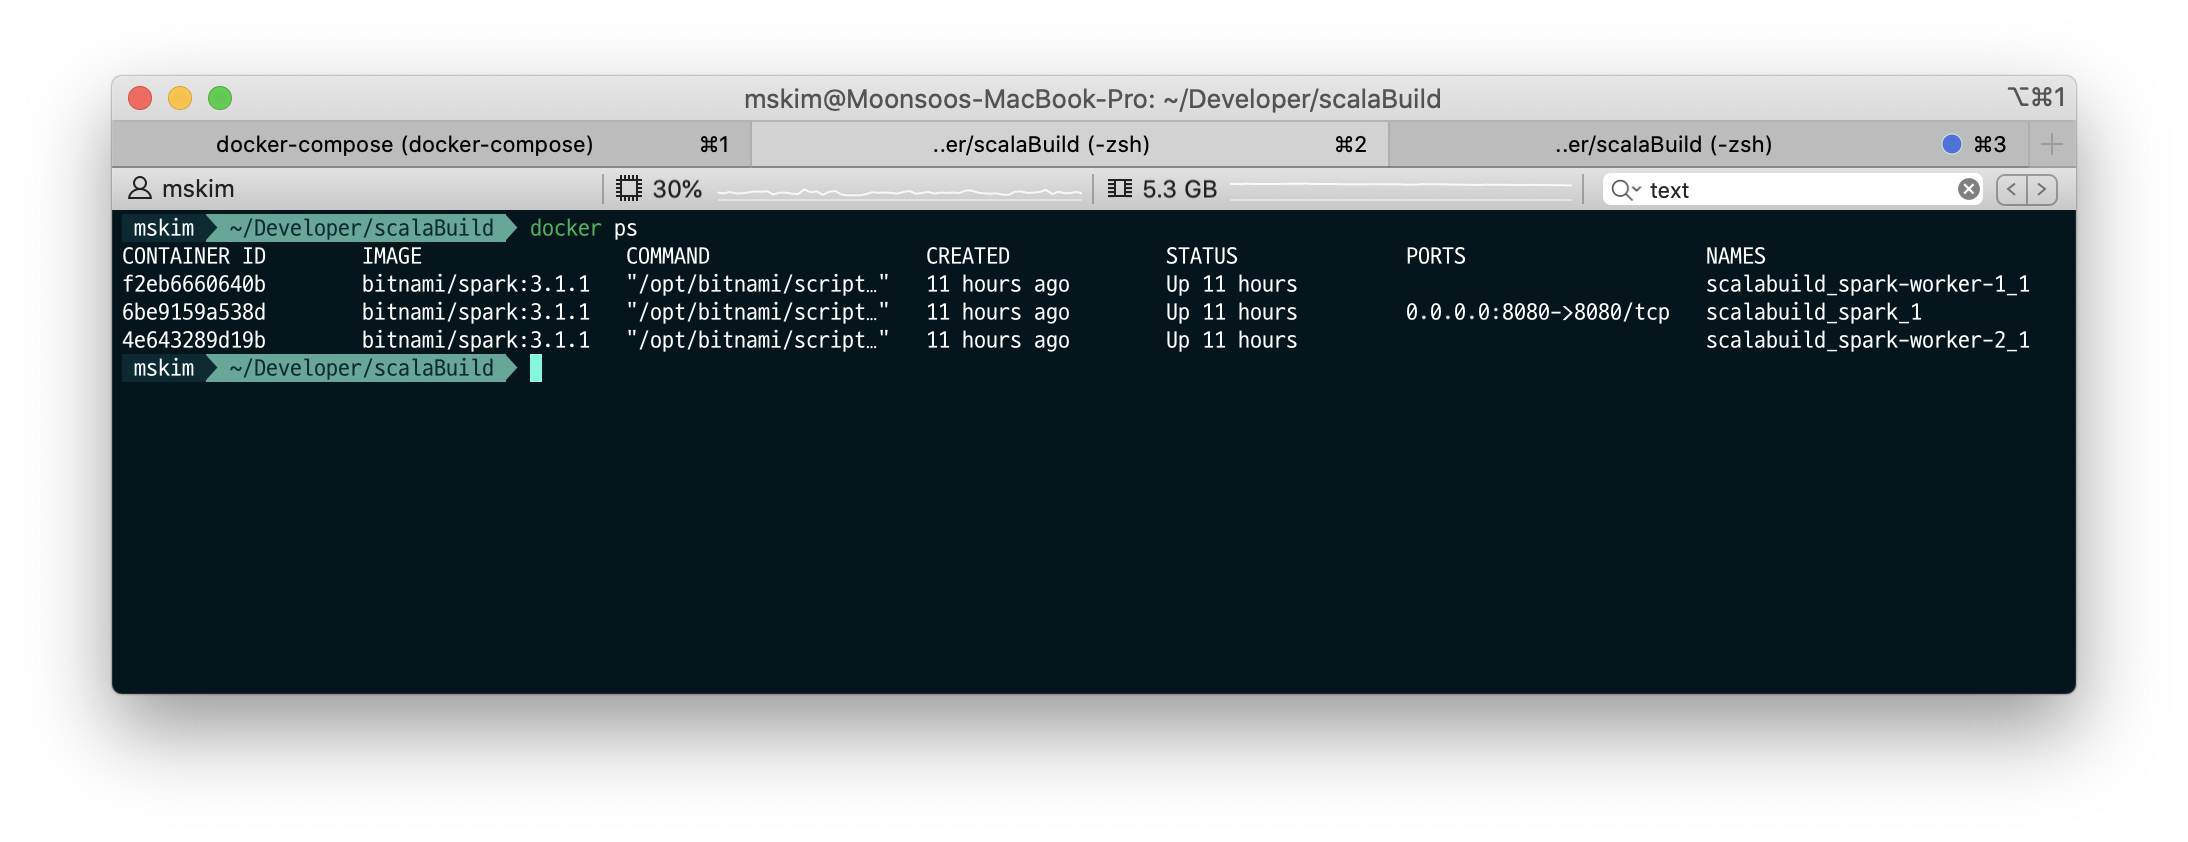 mskim@Moonsoos-MacBook-Pro: ~/Developer/scalaBuild ⌥⌘1
docker-compose (docker-compose) ⌘1 ..er/scalaBuild (-zsh) ⌘2 ..er/scalaBuild (-zsh) ⌘3
mskim 30% 5.3 GB text
mskim ~/Developer/scalaBuild docker ps
CONTAINER ID IMAGE COMMAND CREATED STATUS PORTS NAMES
f2eb6660640b bitnami/spark:3.1.1 "/opt/bitnami/script…" 11 hours ago Up 11 hours scalabuild_spark-worker-1_1
6be9159a538d bitnami/spark:3.1.1 "/opt/bitnami/script…" 11 hours ago Up 11 hours 0.0.0.0:8080->8080/tcp scalabuild_spark_1
4e643289d19b bitnami/spark:3.1.1 "/opt/bitnami/script…" 11 hours ago Up 11 hours scalabuild_spark-worker-2_1
mskim ~/Developer/scalaBuild